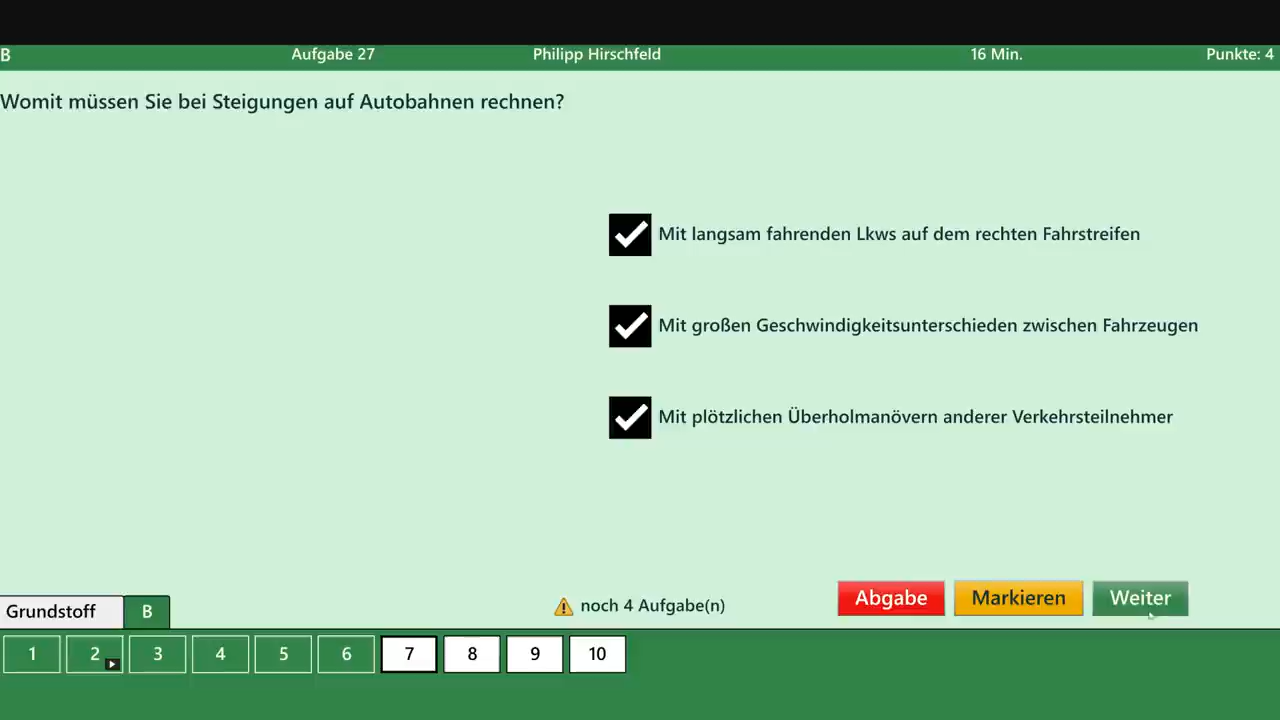 B Aufgabe 27 Philipp Hirschfeld 16 Min. Punkte: 4
Womit müssen Sie bei Steigungen auf Autobahnen rechnen?
Mit langsam fahrenden Lkws auf dem rechten Fahrstreifen
Mit großen Geschwindigkeitsunterschieden zwischen Fahrzeugen
Mit plötzlichen Überholmanövern anderer Verkehrsteilnehmer
Grundstoff B noch 4 Aufgabe(n) Abgabe Markieren Weiter
1 2 3 4 5 6 7 8 9 10